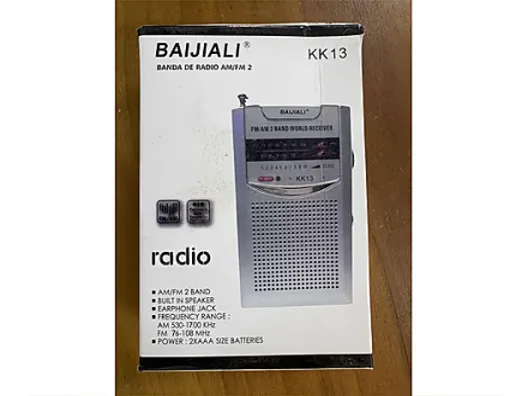 BAIJIALI®
KK13
BANDA DE RADIO AM/FM 2
BAIJIALI
FM/AM 2 BAND WORLD RECEIVER
KK13
radio
■ AM/FM 2 BAND
■ BUILT IN SPEAKER
■ EARPHONE JACK
■ FREQUENCY RANGE :
AM 530-1700 KHz
FM 76-108 MHz
■ POWER : 2XAAA SIZE BATTERIES